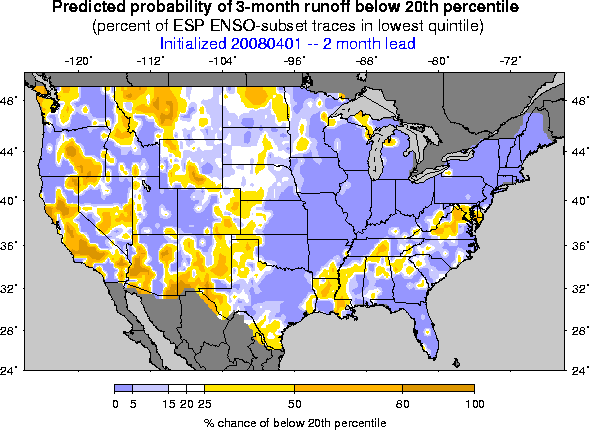 Predicted probability of 3-month runoff below 20th percentile
(percent of ESP ENSO-subset traces in lowest quintile)
Initialized 20080401 -- 2 month lead
-120° -112° -104° -96° -88° -80° -72°
48° 48°
44° 44°
40° 40°
36° 36°
32° 32°
28° 28°
24° 24°
0 5 15 20 25 50 80 100
% chance of below 20th percentile